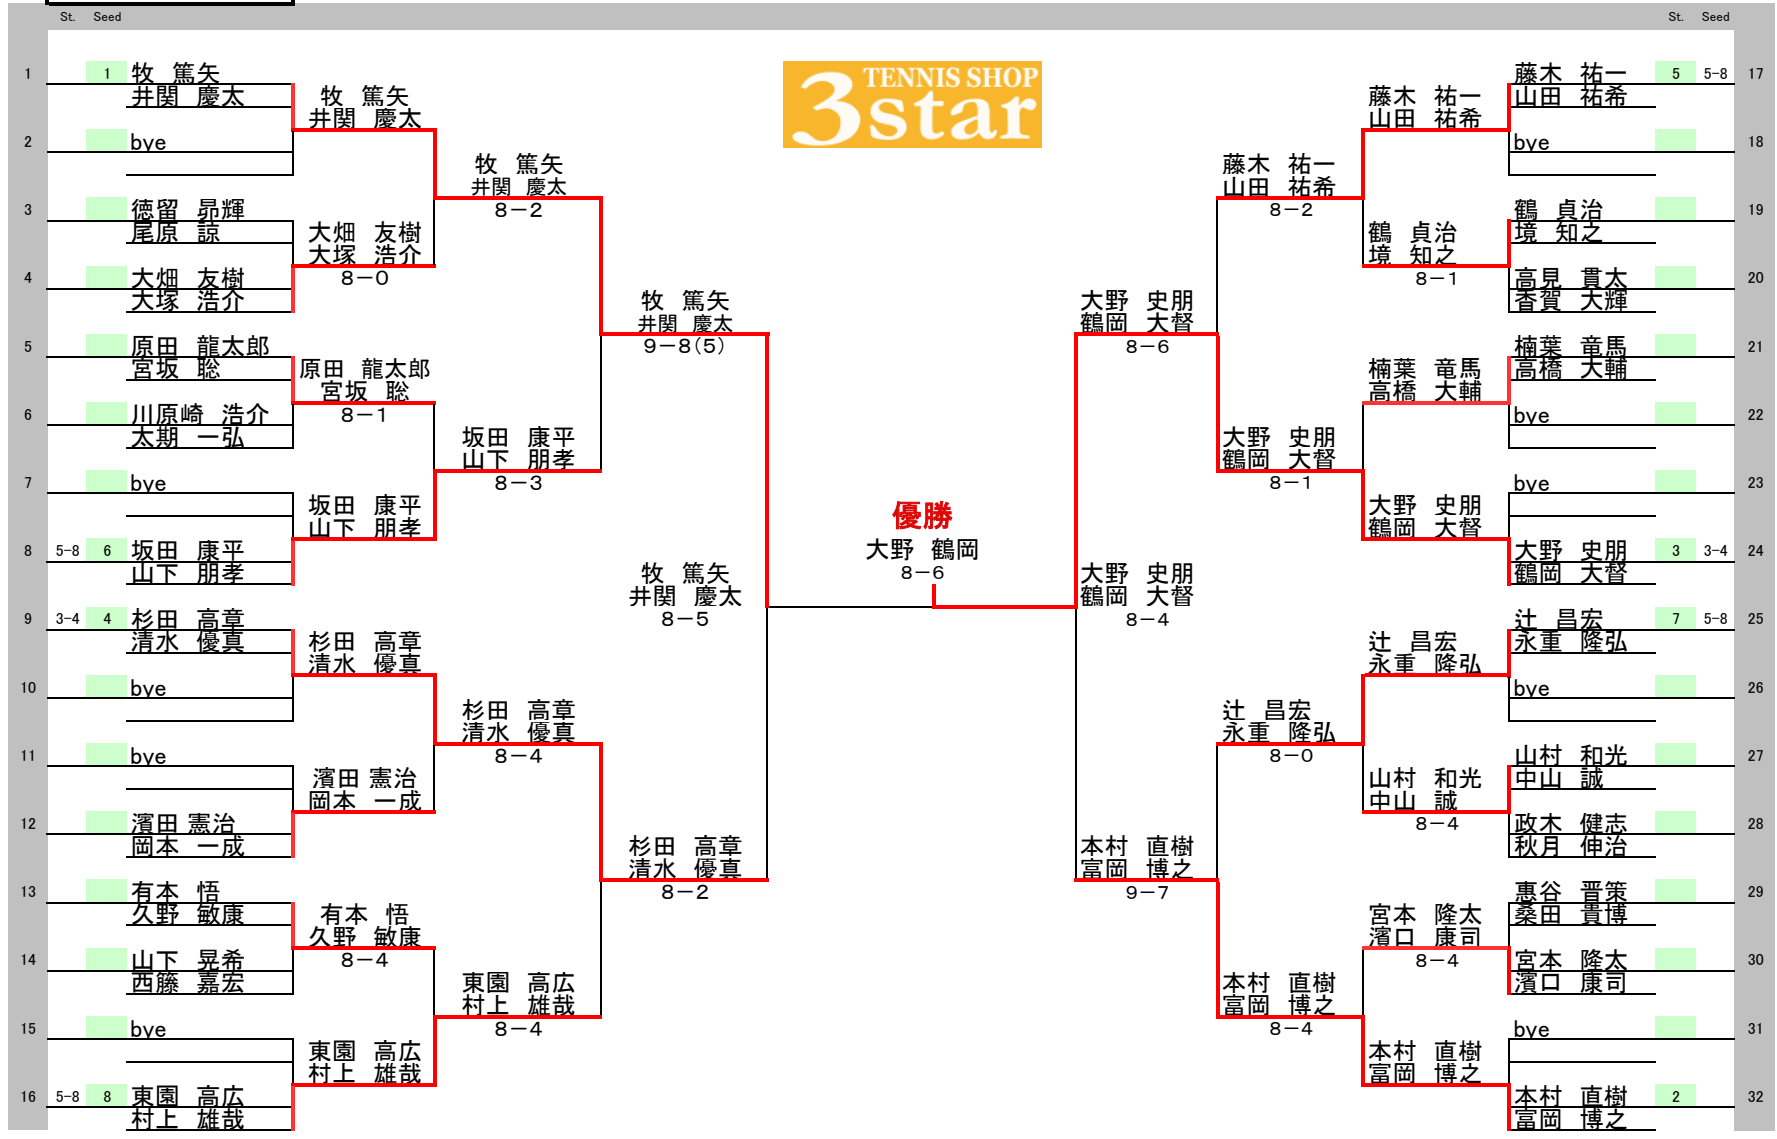 St. Seed
St. Seed
TENNIS SHOP
3star
1 1 牧 篤矢
井関 慶太
2 bye
3 徳留 昴輝
尾原 諒
4 大畑 友樹
大塚 浩介
5 原田 龍太郎
宮坂 聡
6 川原崎 浩介
太期 一弘
7 bye
8 5-8 6 坂田 康平
山下 朋孝
9 3-4 4 杉田 高章
清水 優真
10 bye
11 bye
12 濱田 憲治
岡本 一成
13 有本 悟
久野 敏康
14 山下 晃希
西藤 嘉宏
15 bye
16 5-8 8 東園 高広
村上 雄哉
牧 篤矢
井関 慶太
大畑 友樹
大塚 浩介
8-0
原田 龍太郎
宮坂 聡
8-1
坂田 康平
山下 朋孝
杉田 高章
清水 優真
濱田 憲治
岡本 一成
有本 悟
久野 敏康
8-4
東園 高広
村上 雄哉
牧 篤矢
井関 慶太
8-2
坂田 康平
山下 朋孝
8-3
杉田 高章
清水 優真
8-4
東園 高広
村上 雄哉
8-4
牧 篤矢
井関 慶太
9-8(5)
杉田 高章
清水 優真
8-2
牧 篤矢
井関 慶太
8-5
優勝
大野 鶴岡
8-6
大野 史朋
鶴岡 大督
8-4
大野 史朋
鶴岡 大督
8-6
本村 直樹
富岡 博之
9-7
藤木 祐一
山田 祐希
8-2
大野 史朋
鶴岡 大督
8-1
辻 昌宏
永重 隆弘
8-0
本村 直樹
富岡 博之
8-4
藤木 祐一
山田 祐希
鶴 貞治
境 知之
8-1
楠葉 竜馬
高橋 大輔
大野 史朋
鶴岡 大督
辻 昌宏
永重 隆弘
山村 和光
中山 誠
8-4
宮本 隆太
濱口 康司
8-4
本村 直樹
富岡 博之
藤木 祐一 5 5-8 17
山田 祐希
bye 18
鶴 貞治 19
境 知之
高見 貫太 20
香賀 大輝
楠葉 竜馬 21
高橋 大輔
bye 22
bye 23
大野 史朋 3 3-4 24
鶴岡 大督
辻 昌宏 7 5-8 25
永重 隆弘
bye 26
山村 和光 27
中山 誠
政木 健志 28
秋月 伸治
惠谷 晋策 29
桑田 貴博
宮本 隆太 30
濱口 康司
bye 31
本村 直樹 2 32
富岡 博之